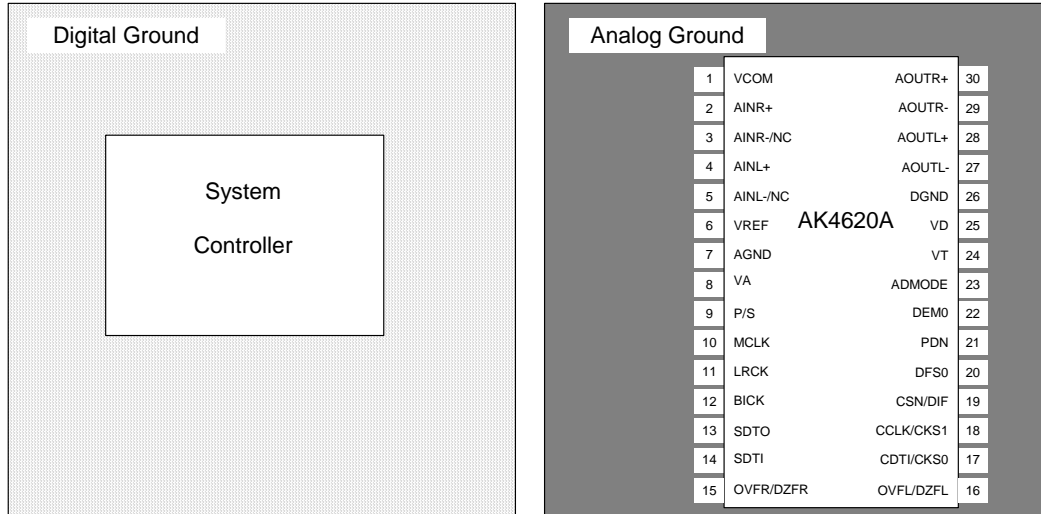 Digital Ground
System
Controller
Analog Ground
1 VCOM AOUTR+ 30
2 AINR+ AOUTR- 29
3 AINR-/NC AOUTL+ 28
4 AINL+ AOUTL- 27
5 AINL-/NC DGND 26
AK4620A
6 VREF VD 25
7 AGND VT 24
8 VA ADMODE 23
9 P/S DEM0 22
10 MCLK PDN 21
11 LRCK DFS0 20
12 BICK CSN/DIF 19
13 SDTO CCLK/CKS1 18
14 SDTI CDTI/CKS0 17
15 OVFR/DZFR OVFL/DZFL 16